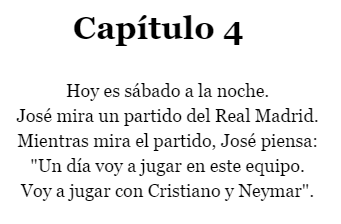 Capítulo 4
Hoy es sábado a la noche.
José mira un partido del Real Madrid.
Mientras mira el partido, José piensa:
"Un día voy a jugar en este equipo.
Voy a jugar con Cristiano y Neymar".